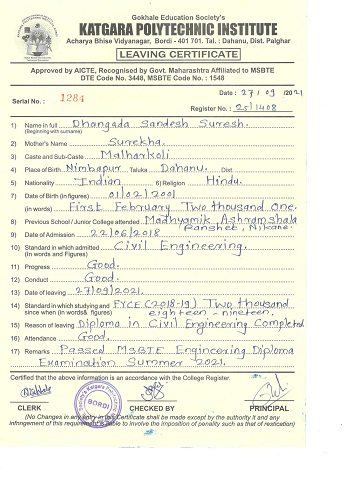 Gokhale Education Society's
KATGARA POLYTECHNIC INSTITUTE
Acharya Bhise Vidyanagar, Bordi - 401 701. Tal.: Dahanu, Dist. Palghar
LEAVING CERTIFICATE
Approved by AICTE, Recognised by Govt. Maharashtra Affiliated to MSBTE
DTE Code No. 3448, MSBTE Code No. : 1548
Date : 27/09/2021
Serial No. : 1284
Register No. : 25/1408
1) Name in full Dhangada Sandesh Suresh.
(Beginning with surname)
2) Mother's Name Surekha.
3) Caste and Sub-Caste Malharkoli
4) Place of Birth Nimbapur Taluka Dahanu Dist
5) Nationality Indian 6) Religion Hindu.
7) Date of Birth (in figures) 01/02/2001
(in words) First February Two thousand One.
8) Previous School / Junior College attended Madhyamik Ashramshala
Ranshet, Nikane
9) Date of Admission 22/06/2018
10) Standard in which admitted Civil Engineering.
(In words and Figures)
11) Progress Good.
12) Conduct Good.
13) Date of leaving 27/09/2021.
14) Standard in which studying and FYCE (2018-19) Two thousand
since when (in words& figures) eighteen - nineteen.
15) Reason of leaving Diploma in Civil Engineering Completed
16) Attendance Good.
17) Remarks Passed MSBTE Engineering Diploma
Examination Summer 2021.
Certified that the above information is an accordance with the College Register.
BORDI
CLERK CHECKED BY PRINCIPAL
(No Changes in any entry in this Certificate shall be made except by the authority it and any
infringement of this requirement is liable to involve the imposition of penality such as that of restication)